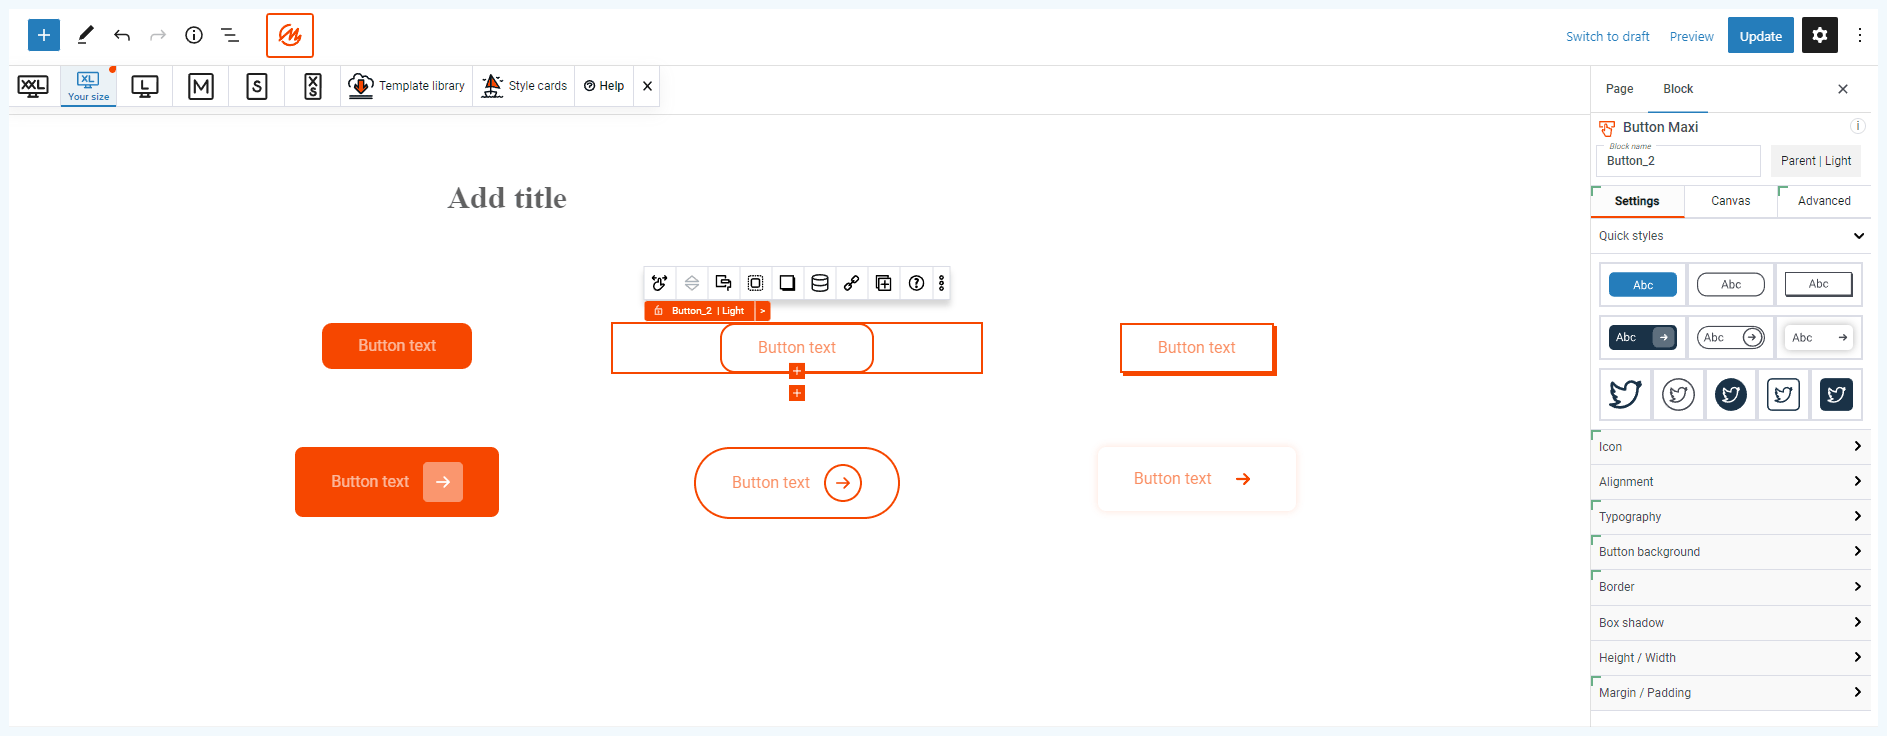 Switch to draft
Preview
Update
XXL
XL
Your size
L
M
S
XS
Template library
Style cards
Help
Page
Block
Button Maxi
Block name
Button_2
Parent | Light
Settings
Canvas
Advanced
Quick styles
Abc
Abc
Abc
Abc
Abc
Abc
Icon
Alignment
Typography
Button background
Border
Box shadow
Height / Width
Margin / Padding
Add title
Button_2 | Light >
Button text
Button text
Button text
Button text
Button text
Button text